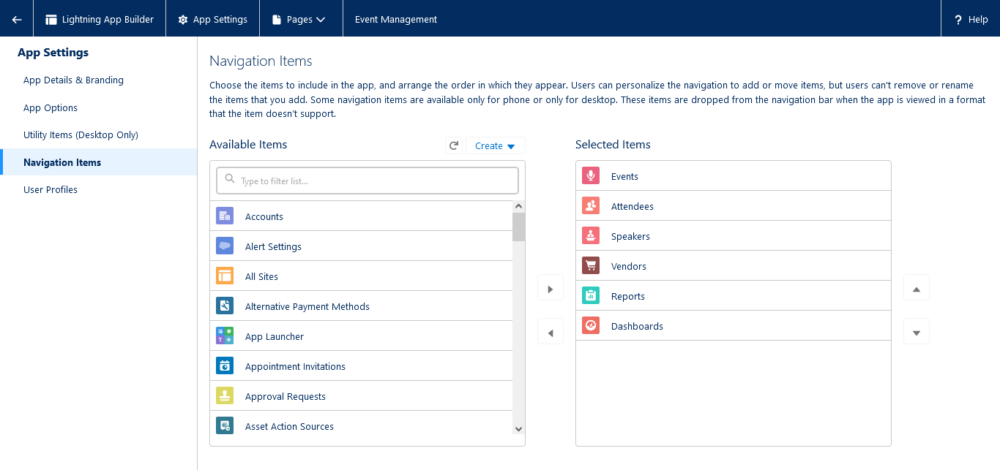 Lightning App Builder
App Settings
Pages
Event Management
? Help
App Settings
App Details & Branding
App Options
Utility Items (Desktop Only)
Navigation Items
User Profiles
Navigation Items
Choose the items to include in the app, and arrange the order in which they appear. Users can personalize the navigation to add or move items, but users can't remove or rename
the items that you add. Some navigation items are available only for phone or only for desktop. These items are dropped from the navigation bar when the app is viewed in a format
that the item doesn't support.
Available Items
Create
Type to filter list...
Accounts
Alert Settings
All Sites
Alternative Payment Methods
App Launcher
Appointment Invitations
Approval Requests
Asset Action Sources
Selected Items
Events
Attendees
Speakers
Vendors
Reports
Dashboards